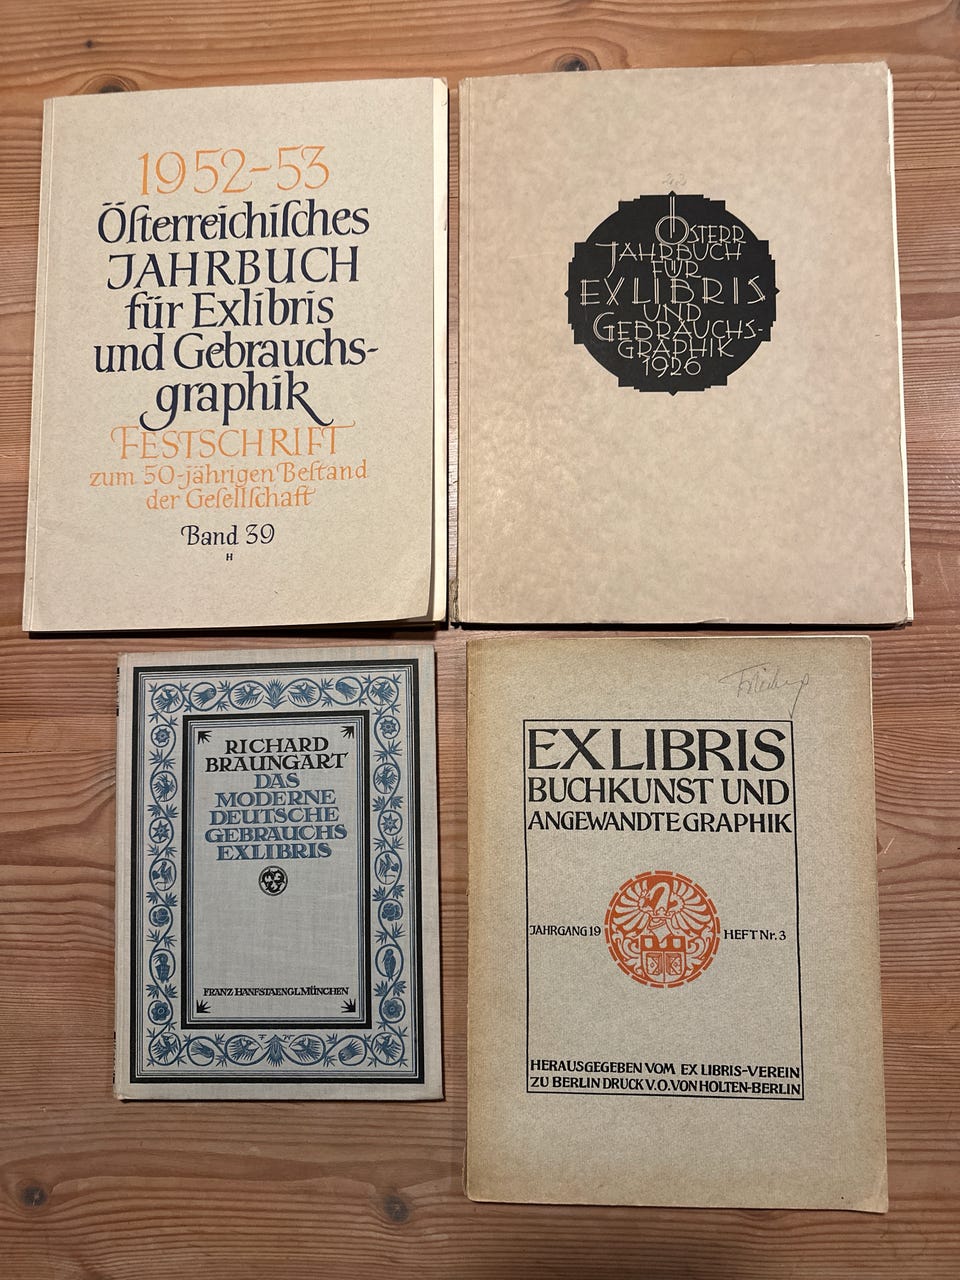 1952-53
Öſterreichiſches
JAHRBUCH
für Exlibris
und Gebrauchs-
graphik
FESTSCHRIFT
zum 50-jährigen Beſtand
der Geſellſchaft
Band 39
H
ÖSTERR
JAHRBUCH
FÜR
EXLIBRIS
UND
GEBRAUCHS-
GRAPHIK
1926
RICHARD
BRAUNGART
DAS
MODERNE
DEUTSCHE
GEBRAUCHS
EXLIBRIS
FRANZ HANFSTAENGL MÜNCHEN
EX LIBRIS
BUCHKUNST UND
ANGEWANDTE GRAPHIK
JAHRGANG 19 HEFT Nr. 3
HERAUSGEGEBEN VOM EX LIBRIS-VEREIN
ZU BERLIN DRUCK V. O. VON HOLTEN-BERLIN